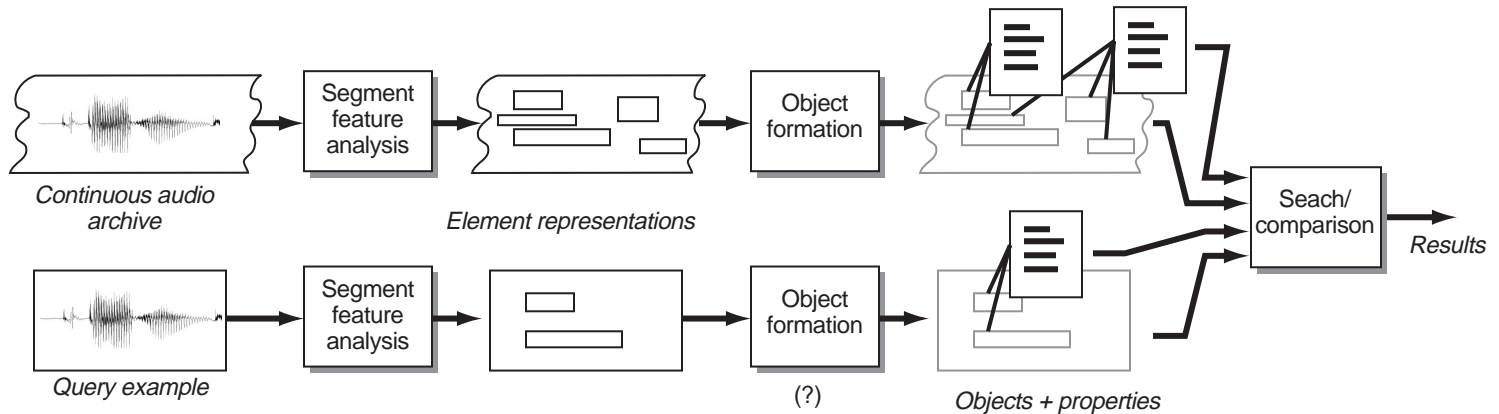 Segment
feature
analysis
Object
formation
Continuous audio
archive
Element representations
Seach/
comparison
Results
Segment
feature
analysis
Object
formation
Query example
(?)
Objects + properties